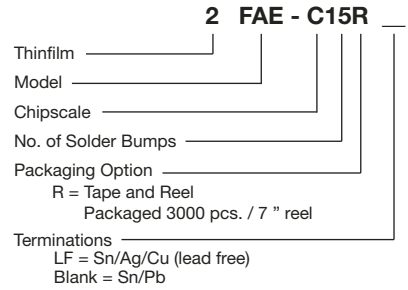 2 FAE - C15R __
Thinfilm
Model
Chipscale
No. of Solder Bumps
Packaging Option
R = Tape and Reel
Packaged 3000 pcs. / 7 ” reel
Terminations
LF = Sn/Ag/Cu (lead free)
Blank = Sn/Pb